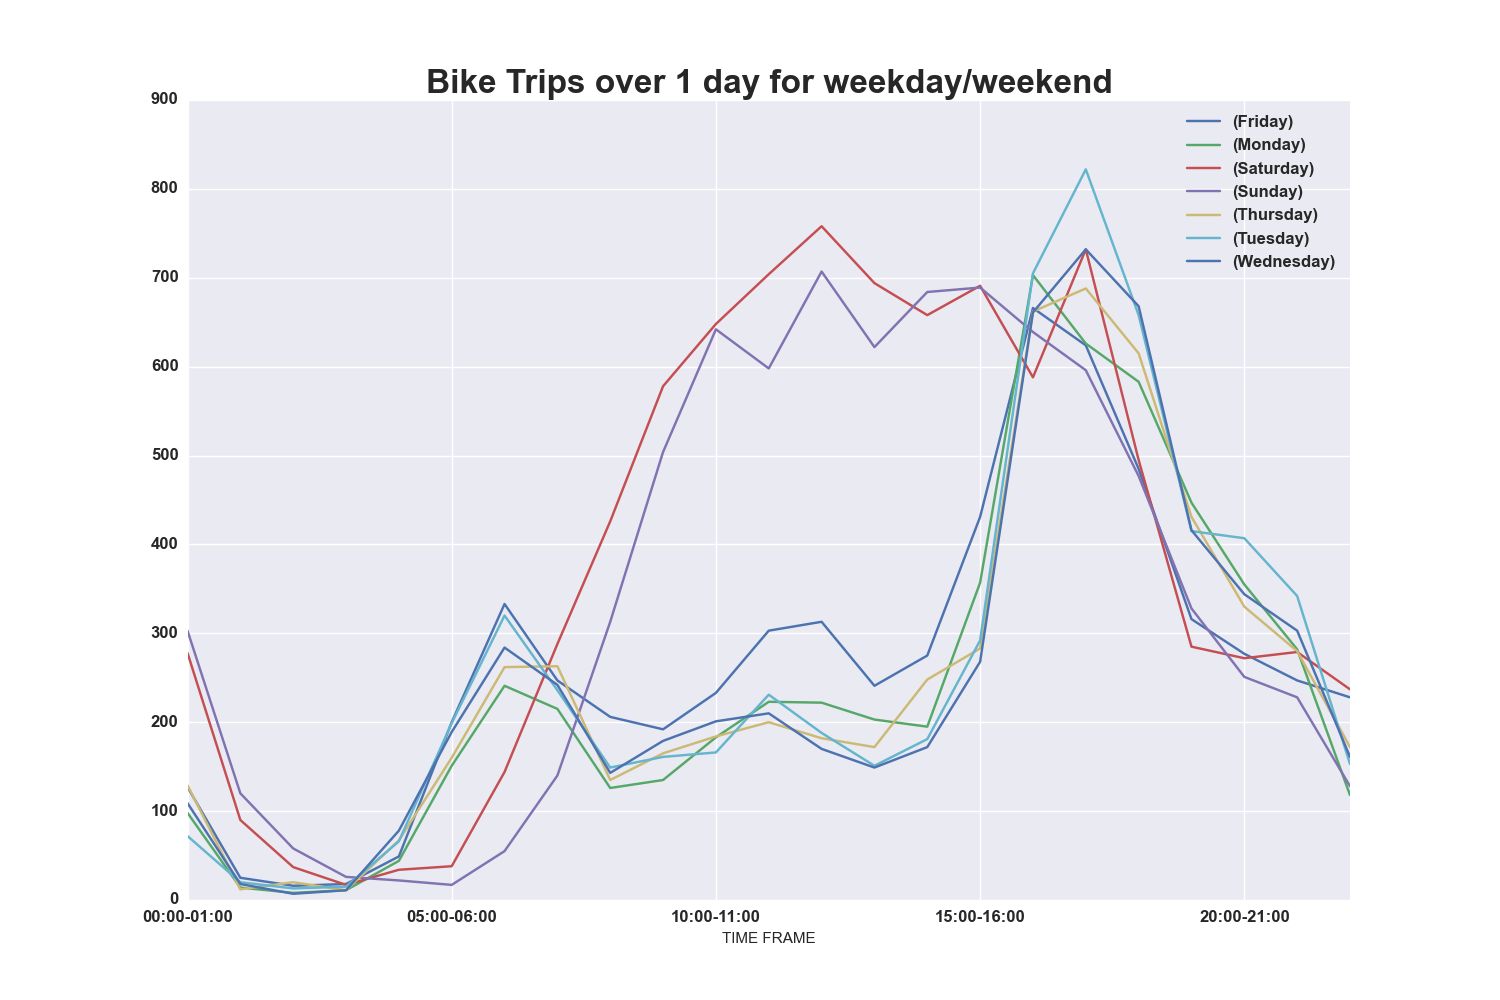 Bike Trips over 1 day for weekday/weekend
900
800
700
600
500
400
300
200
100
0
(Friday)
(Monday)
(Saturday)
(Sunday)
(Thursday)
(Tuesday)
(Wednesday)
00:00-01:00 05:00-06:00 10:00-11:00 15:00-16:00 20:00-21:00
TIME FRAME